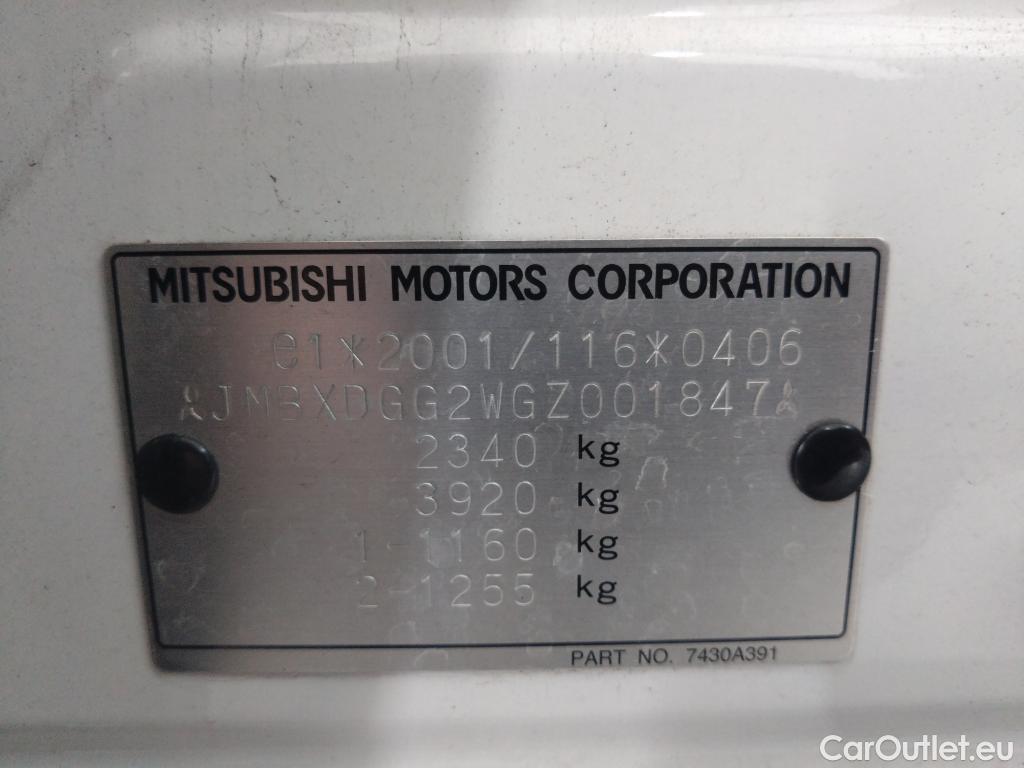 MITSUBISHI MOTORS CORPORATION
e1*2001/116*0406
JMBXDGG2WGZ001847
2340 kg
3920 kg
1-1160 kg
2-1255 kg
PART NO. 7430A391
CarOutlet.eu